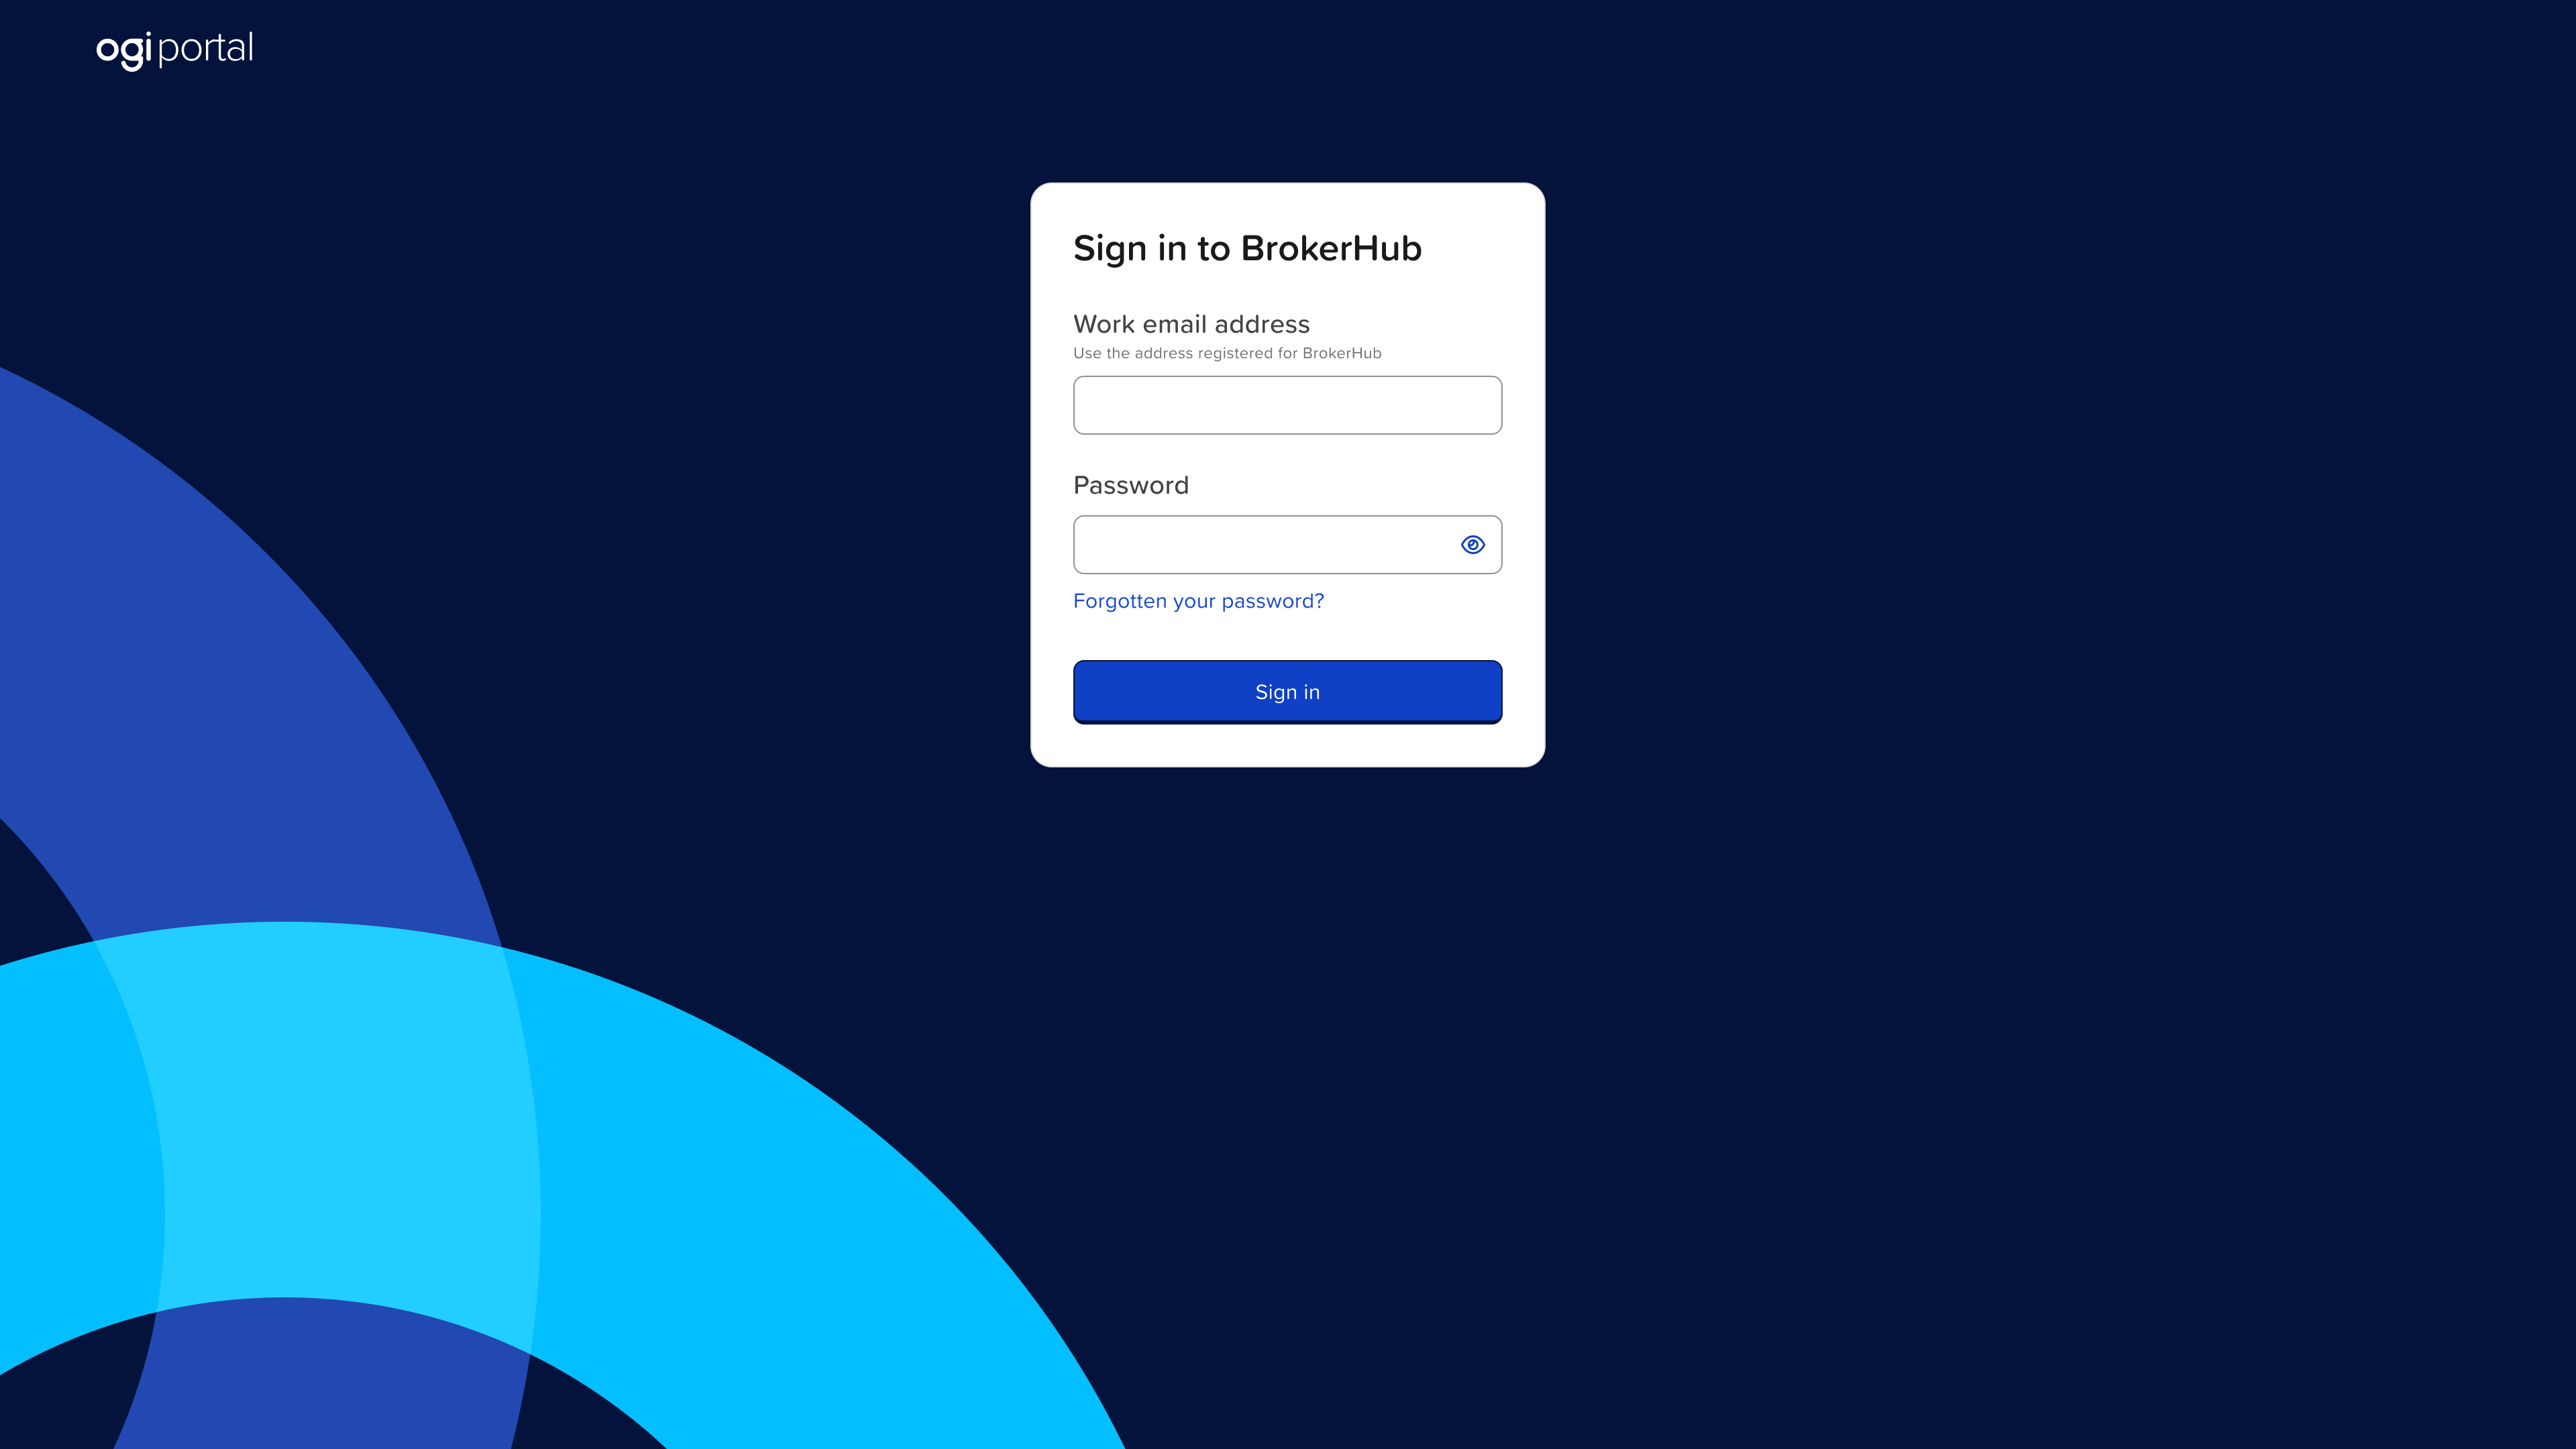 ogi portal
Sign in to BrokerHub
Work email address
Use the address registered for BrokerHub
Password
Forgotten your password?
Sign in